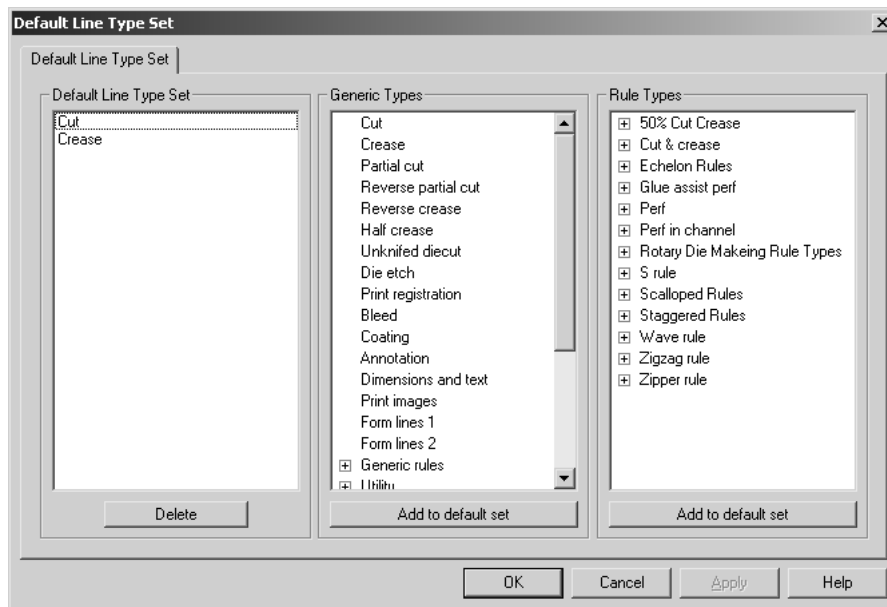 Default Line Type Set
Default Line Type Set
Default Line Type Set
Cut
Crease
Delete
Generic Types
Cut
Crease
Partial cut
Reverse partial cut
Reverse crease
Half crease
Unknifed diecut
Die etch
Print registration
Bleed
Coating
Annotation
Dimensions and text
Print images
Form lines 1
Form lines 2
Generic rules
Utility
Add to default set
Rule Types
50% Cut Crease
Cut & crease
Echelon Rules
Glue assist perf
Perf
Perf in channel
Rotary Die Makeing Rule Types
S rule
Scalloped Rules
Staggered Rules
Wave rule
Zigzag rule
Zipper rule
Add to default set
OK
Cancel
Apply
Help